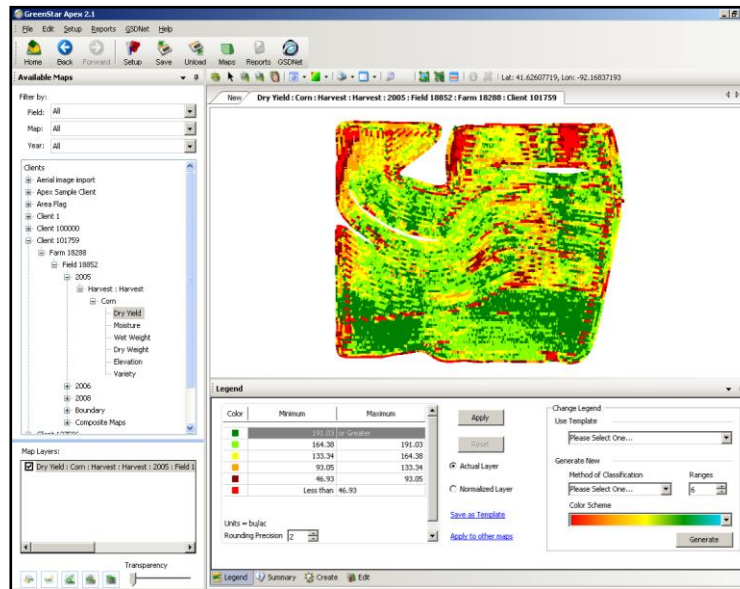 GreenStar Apex 2.1
File Edit Setup Reports GSDNet Help
Home Back Forward Setup Save Unload Maps Reports GSDNet
Available Maps
Lat: 41.62607719, Lon: -92.16837193
Filter by:
Field: All
Map: All
Year: All
Clients
Aerial image import
Apex Sample Client
Area Flag
Client 1
Client 100000
Client 101759
Farm 18288
Field 18852
2005
Harvest : Harvest
Corn
Dry Yield
Moisture
Wet Weight
Dry Weight
Elevation
Variety
2006
2008
Boundary
Composite Maps
Map Layers:
Dry Yield : Corn : Harvest : Harvest : 2005 : Field 1
Transparency
New Dry Yield : Corn : Harvest : Harvest : 2005 : Field 18852 : Farm 18288 : Client 101759
Legend
Color Minimum Maximum
191.03 or Greater
164.38 191.03
133.34 164.38
93.05 133.34
46.93 93.05
Less than 46.93
Units = bu/ac
Rounding Precision 2
Apply
Reset
Actual Layer
Normalized Layer
Save as Template
Apply to other maps
Change Legend
Use Template
Please Select One...
Generate New
Method of Classification Ranges
Please Select One... 6
Color Scheme
Generate
Legend Summary Create Edit